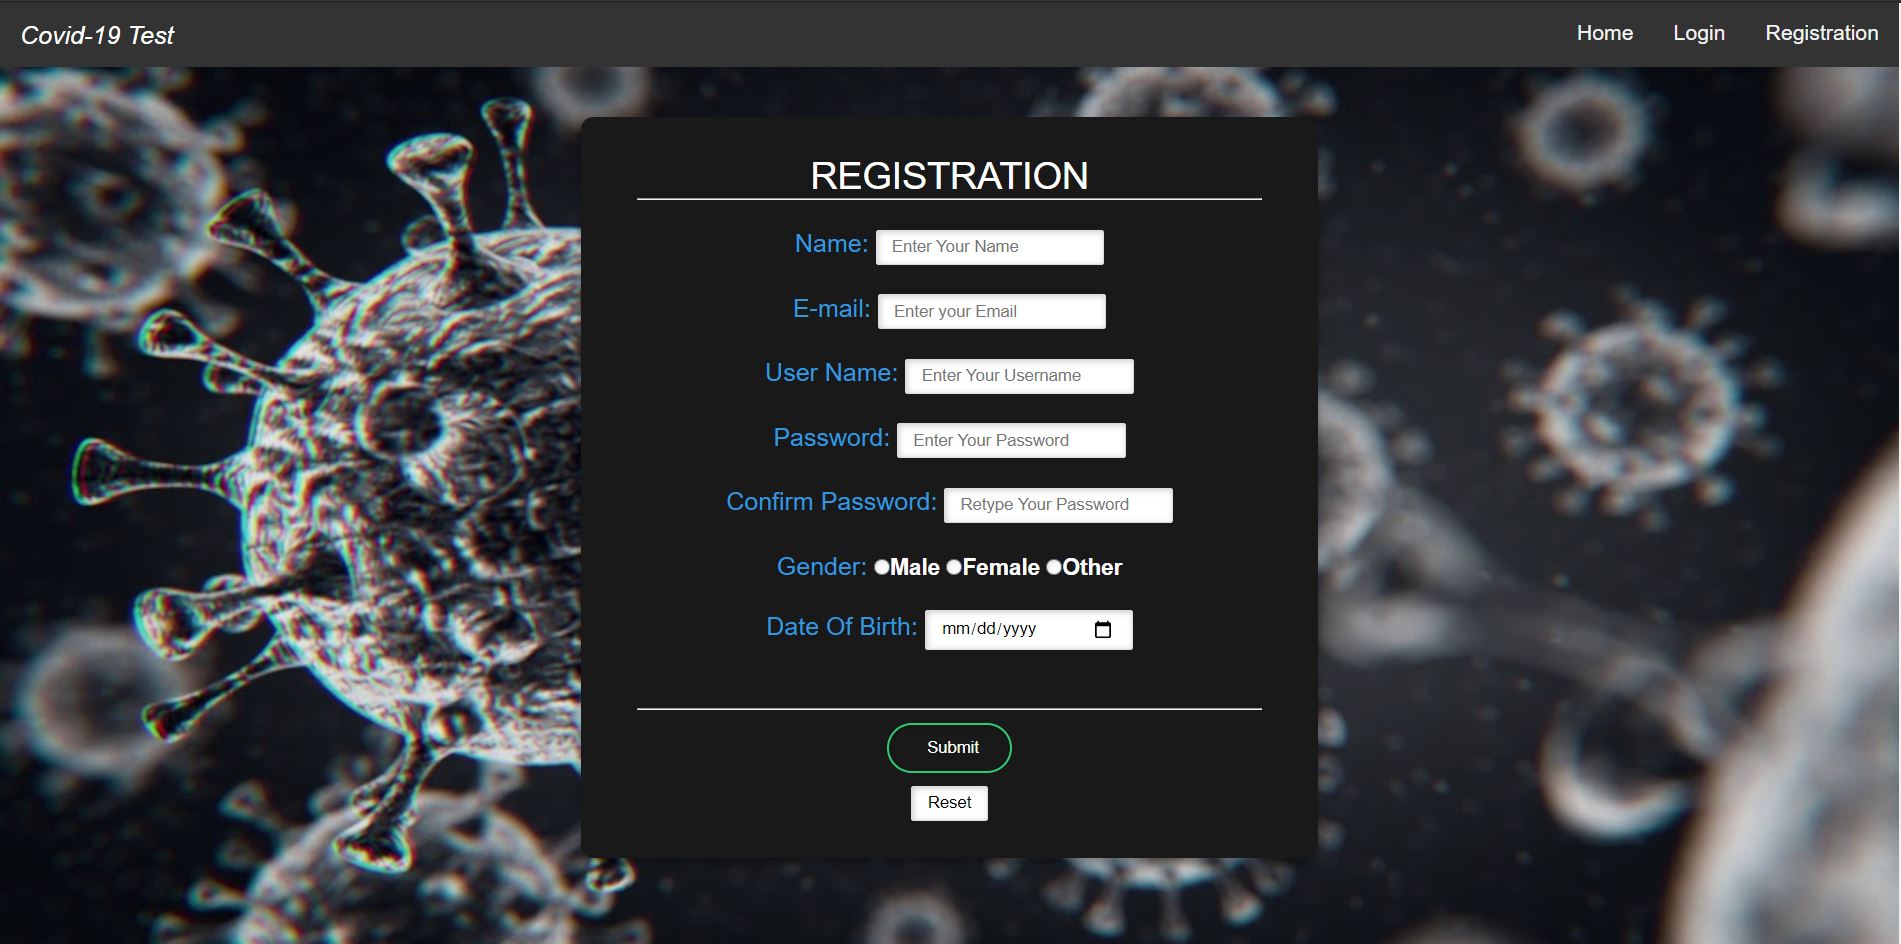 Covid-19 Test
Home Login Registration
REGISTRATION
Name: Enter Your Name
E-mail: Enter your Email
User Name: Enter Your Username
Password: Enter Your Password
Confirm Password: Retype Your Password
Gender: Male Female Other
Date Of Birth: mm/dd/yyyy
Submit
Reset